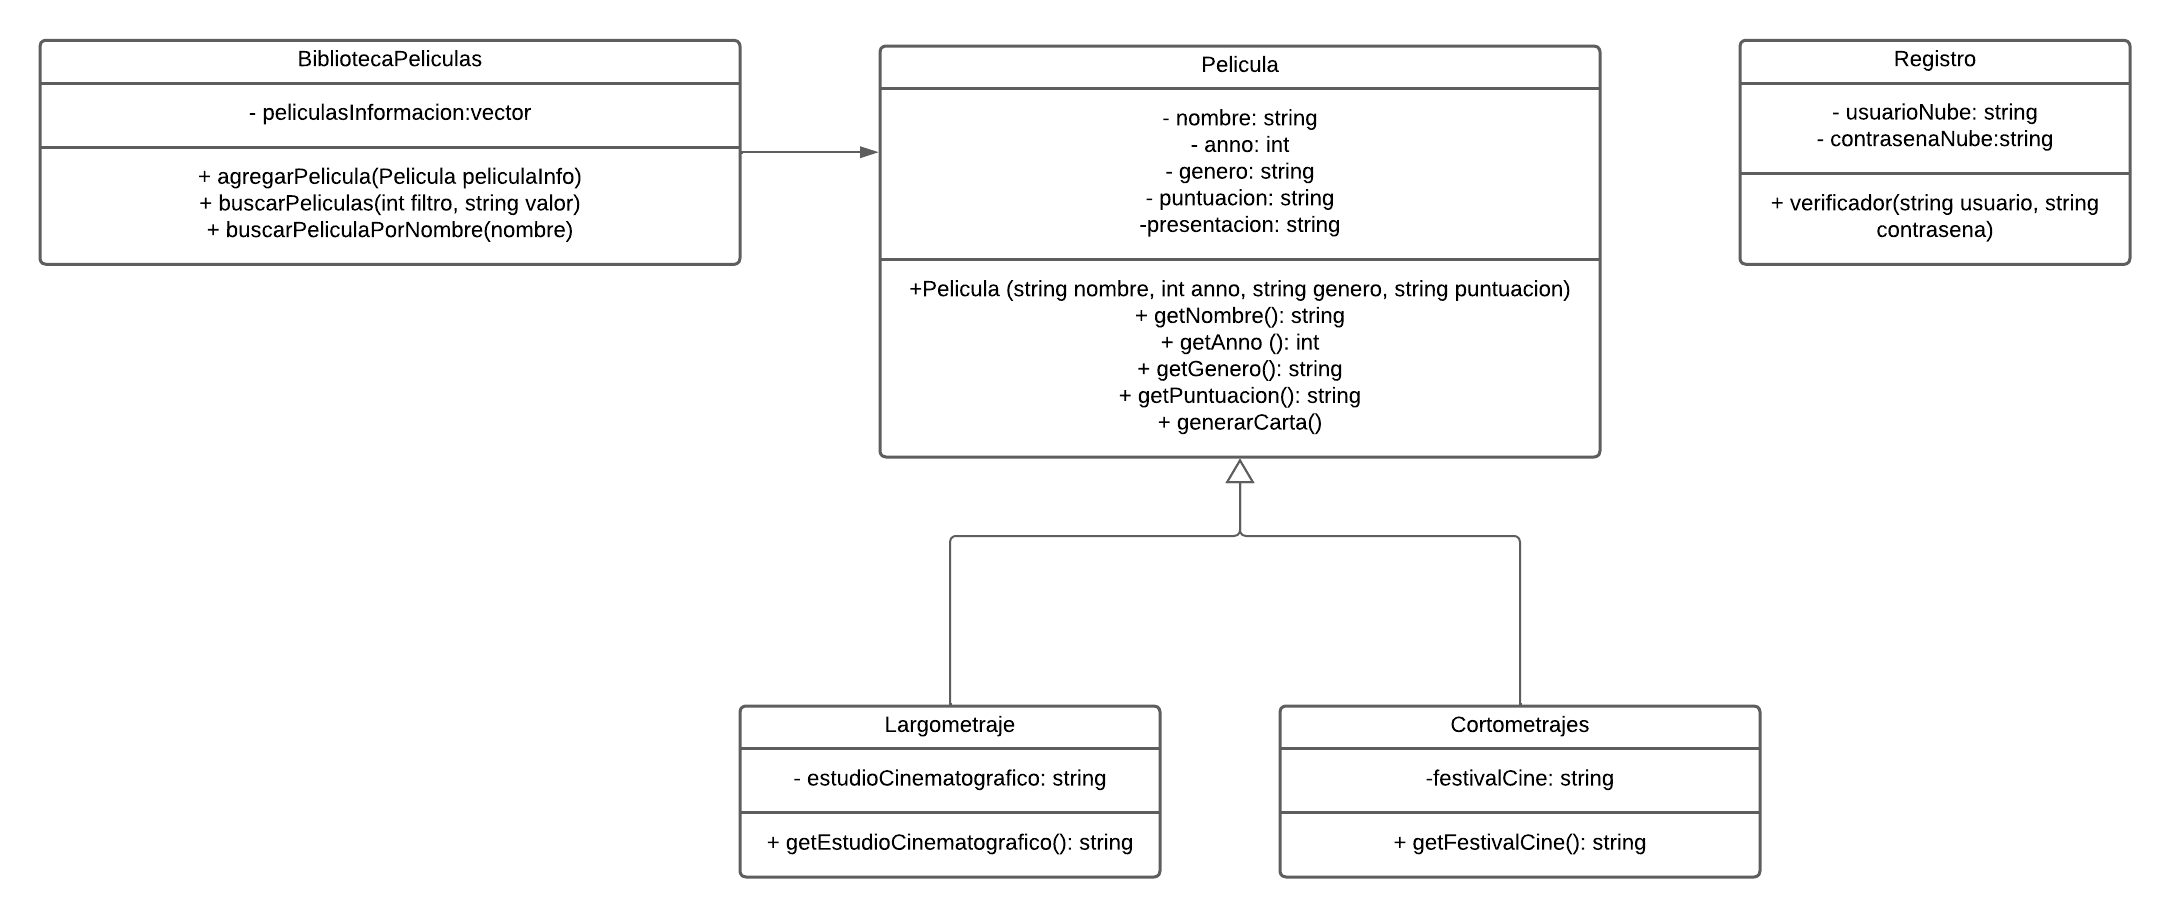 BibliotecaPeliculas
- peliculasInformacion:vector
+ agregarPelicula(Pelicula peliculaInfo)
+ buscarPeliculas(int filtro, string valor)
+ buscarPeliculaPorNombre(nombre)
Pelicula
- nombre: string
- anno: int
- genero: string
- puntuacion: string
-presentacion: string
+Pelicula (string nombre, int anno, string genero, string puntuacion)
+ getNombre(): string
+ getAnno (): int
+ getGenero(): string
+ getPuntuacion(): string
+ generarCarta()
Registro
- usuarioNube: string
- contrasenaNube:string
+ verificador(string usuario, string
contrasena)
Largometraje
- estudioCinematografico: string
+ getEstudioCinematografico(): string
Cortometrajes
-festivalCine: string
+ getFestivalCine(): string